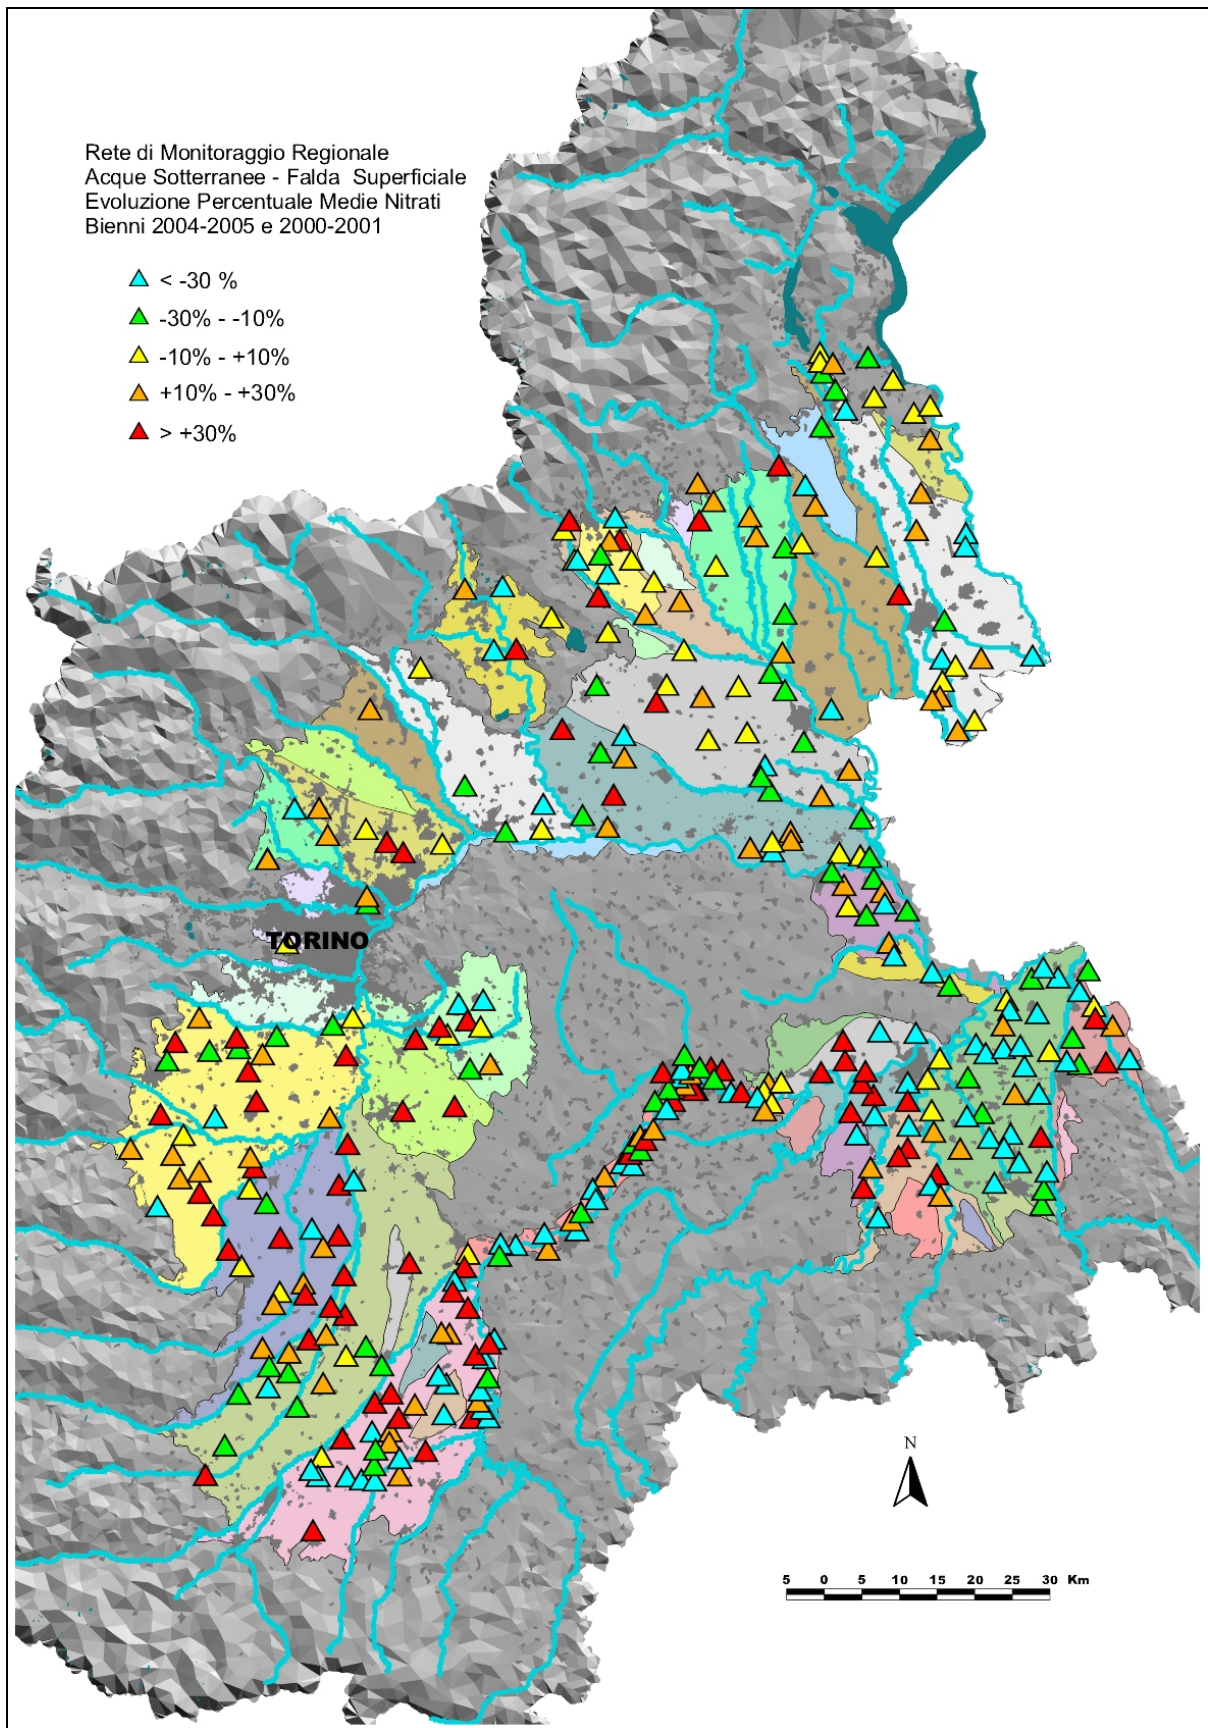 Rete di Monitoraggio Regionale
Acque Sotterranee - Falda Superficiale
Evoluzione Percentuale Medie Nitrati
Bienni 2004-2005 e 2000-2001
< -30 %
-30% - -10%
-10% - +10%
+10% - +30%
> +30%
TORINO
N
5 0 5 10 15 20 25 30 Km